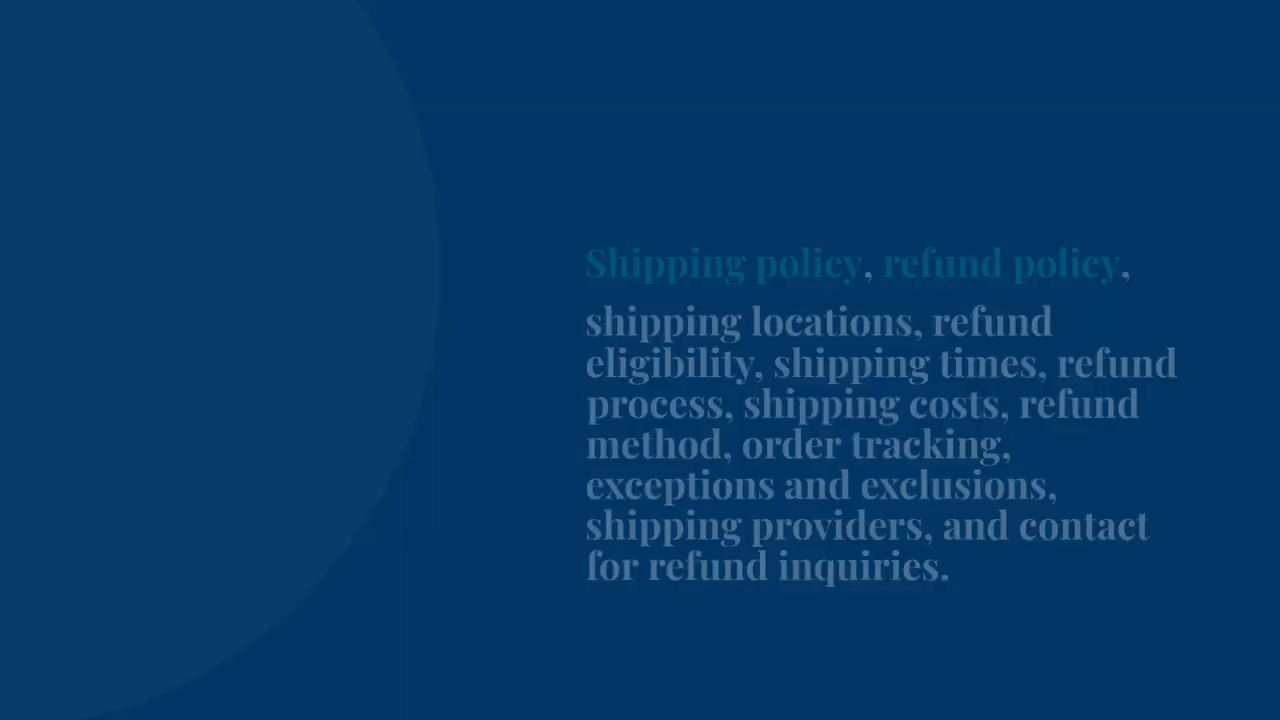 Shipping policy, refund policy,
shipping locations, refund
eligibility, shipping times, refund
process, shipping costs, refund
method, order tracking,
exceptions and exclusions,
shipping providers, and contact
for refund inquiries.